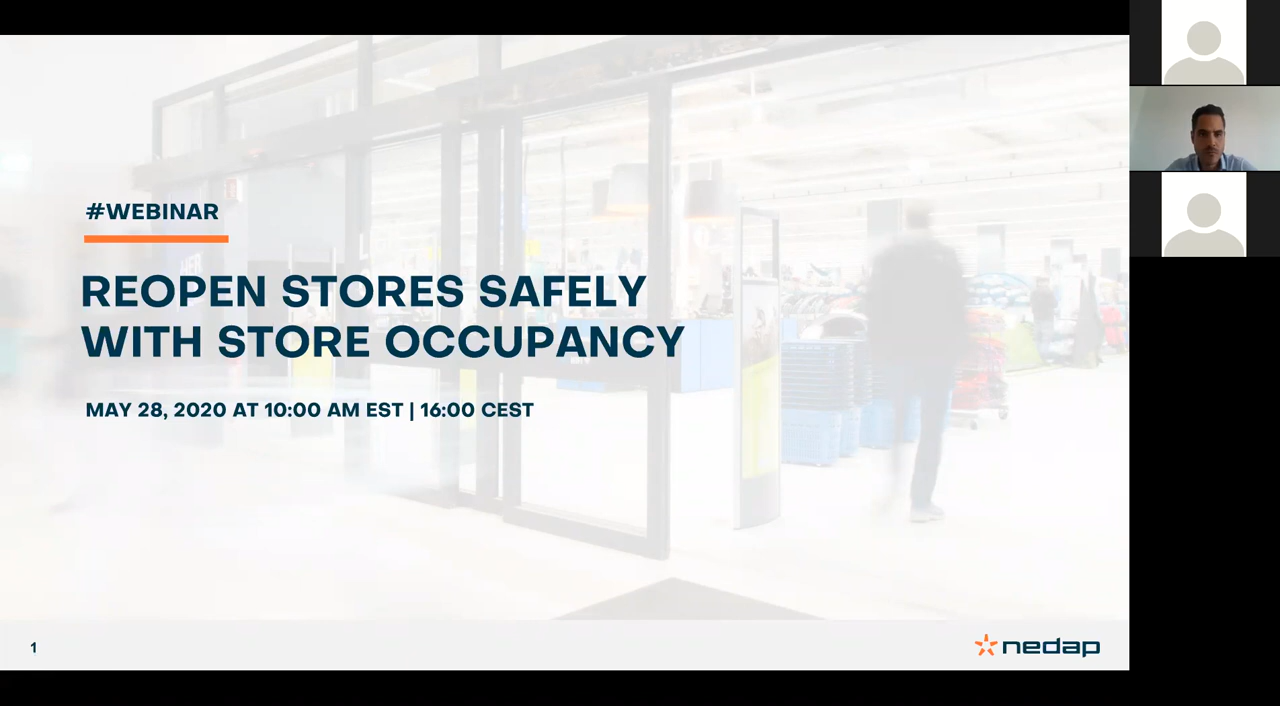 #WEBINAR
REOPEN STORES SAFELY
WITH STORE OCCUPANCY
MAY 28, 2020 AT 10:00 AM EST | 16:00 CEST
1
nedap